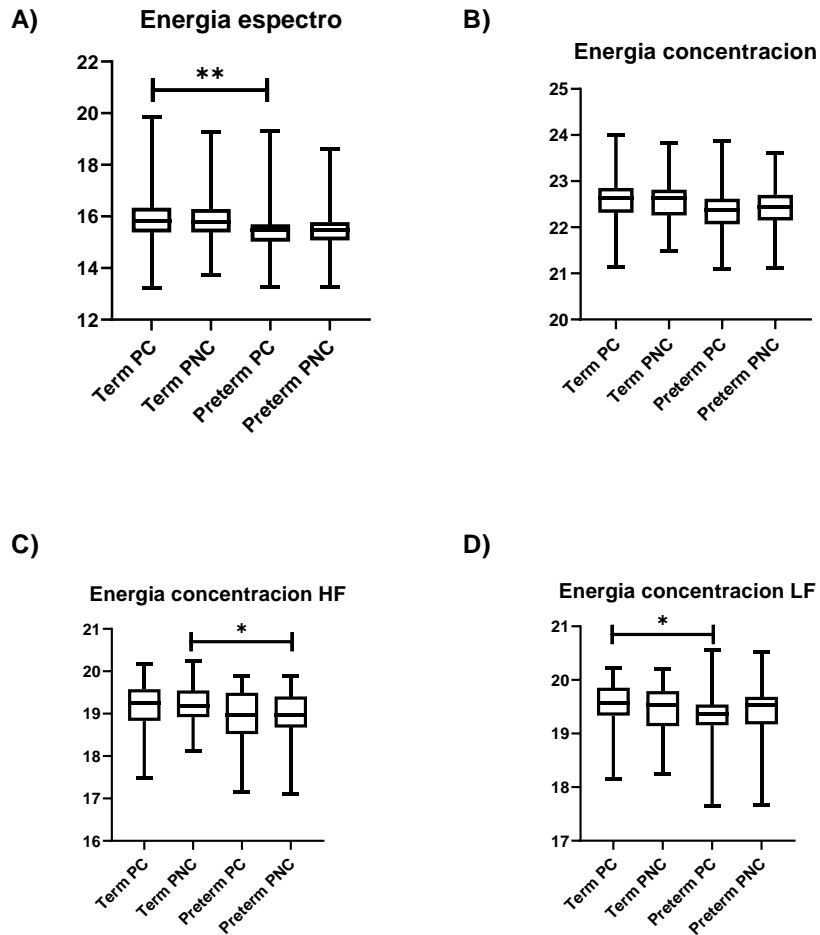 A)
Energia espectro
**
22
20
18
16
14
12
Term PC
Term PNC
Preterm PC
Preterm PNC
B)
Energia concentracion
25
24
23
22
21
20
Term PC
Term PNC
Preterm PC
Preterm PNC
C)
Energia concentracion HF
*
21
20
19
18
17
16
Term PC
Term PNC
Preterm PC
Preterm PNC
D)
Energia concentracion LF
*
21
20
19
18
17
Term PC
Term PNC
Preterm PC
Preterm PNC